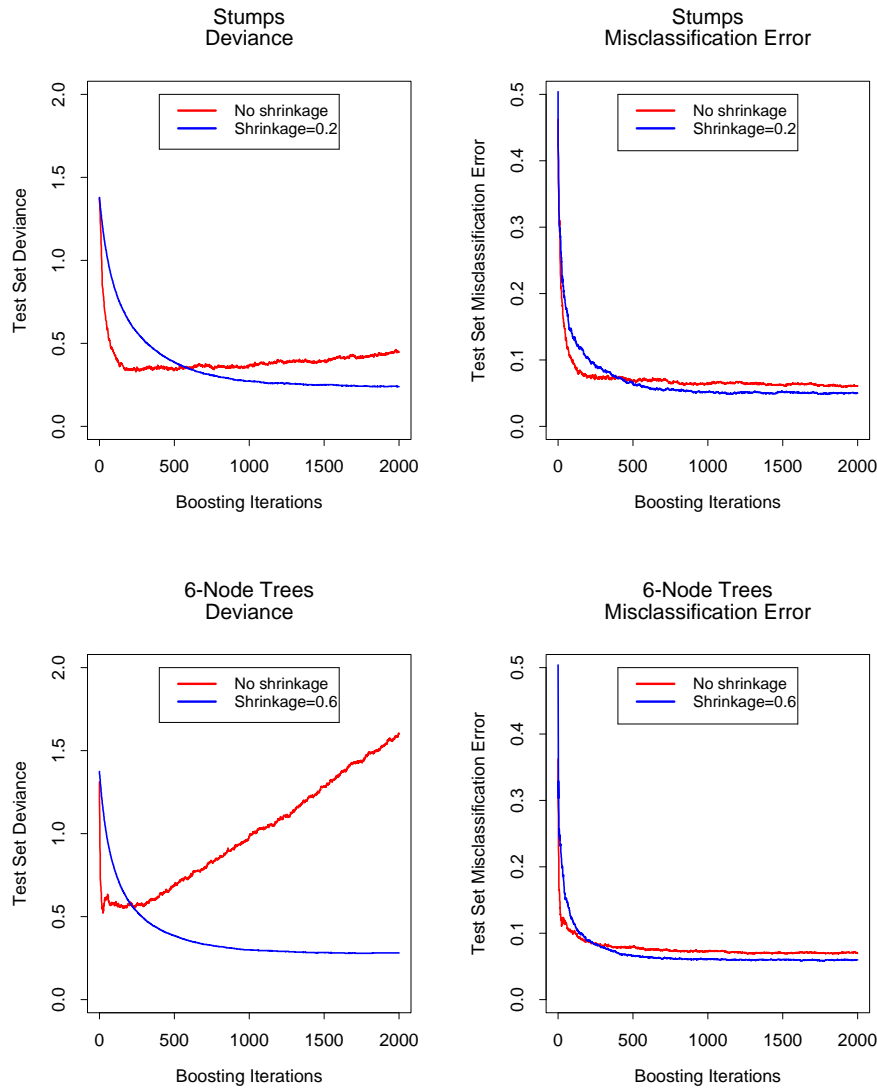 Stumps
Deviance
No shrinkage
Shrinkage=0.2
Test Set Deviance
0.0 0.5 1.0 1.5 2.0
0 500 1000 1500 2000
Boosting Iterations
Stumps
Misclassification Error
No shrinkage
Shrinkage=0.2
Test Set Misclassification Error
0.0 0.1 0.2 0.3 0.4 0.5
0 500 1000 1500 2000
Boosting Iterations
6-Node Trees
Deviance
No shrinkage
Shrinkage=0.6
Test Set Deviance
0.0 0.5 1.0 1.5 2.0
0 500 1000 1500 2000
Boosting Iterations
6-Node Trees
Misclassification Error
No shrinkage
Shrinkage=0.6
Test Set Misclassification Error
0.0 0.1 0.2 0.3 0.4 0.5
0 500 1000 1500 2000
Boosting Iterations